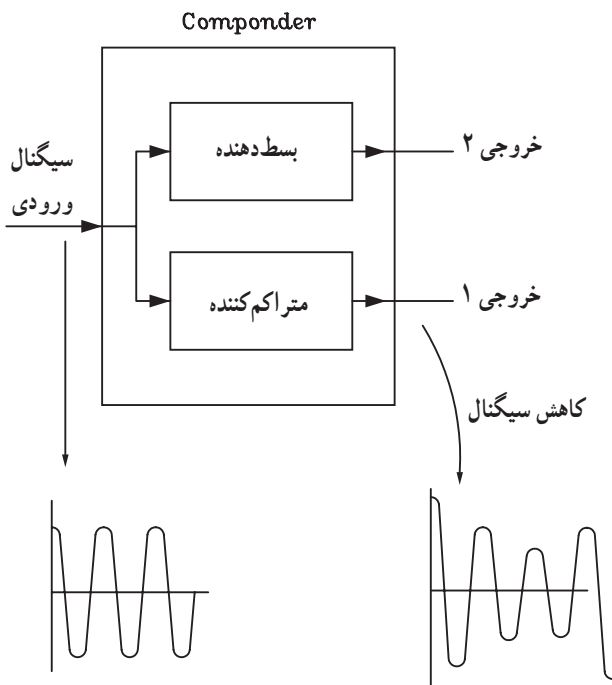 Componder
بسط‌دهنده
خروجی ۲
سیگنال
ورودی
متراکم‌کننده
خروجی ۱
کاهش سیگنال